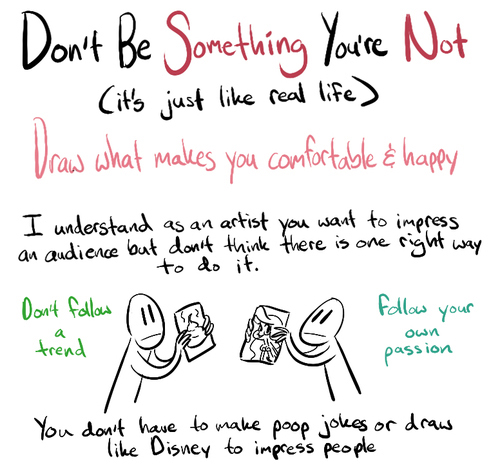 Don't Be Something You're Not
(it's just like real life)
Draw what makes you comfortable & happy
I understand as an artist you want to impress
an audience but don't think there is one right way
to do it.
Don't follow
a
trend
Follow your
own
passion
You don't have to make poop jokes or draw
like Disney to impress people